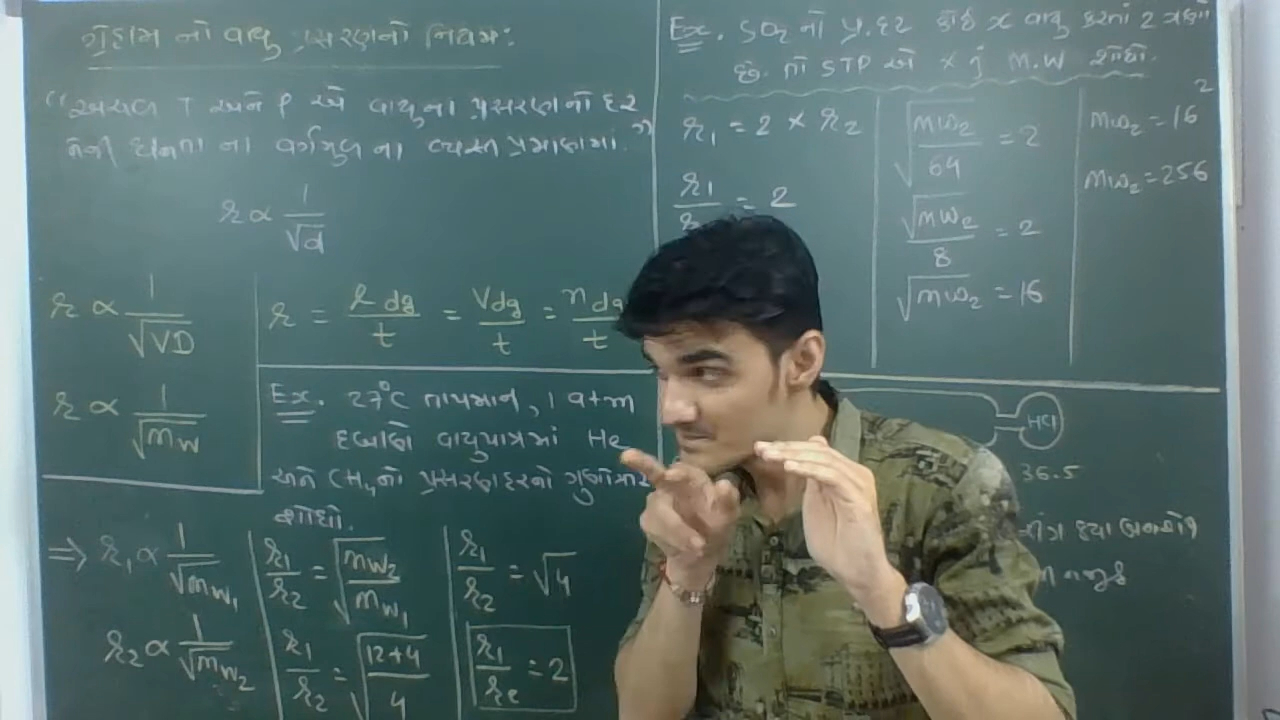 ગ્રેહામ નો વાયુ પ્રસરણનો નિયમ:
"અચળ T અને P એ વાયુના પ્રસરણનો દર
તેની ઘનતા ના વર્ગમૂળ ના વ્યસ્ત પ્રમાણમાં."
r ∝ 1/√d
r ∝ 1/√VD
r ∝ 1/√Mw
r = l dg/t = Vdg/t = ndg/t
Ex. 27°C તાપમાન, 1 atm
દબાણે વાયુપાત્રમાં He
અને CH4નો પ્રસરણ દરનો ગુણોત્તર
શોધો.
⇒ r1 ∝ 1/√Mw1
r2 ∝ 1/√Mw2
r1/r2 = √Mw2/Mw1
r1/r2 = √12+4/4
r1/r2 = √4
r1/r2 = 2
Ex. SO2 નો પ્ર.દર કોઈ X વાયુ કરતાં 2 ગણો
છે. તો STP એ X નું M.W શોધો.
r1 = 2 × r2
r1/ = 2
√Mw2/64 = 2
√Mw2/8 = 2
√Mw2 = 16
Mw2 = 16²
Mw2 = 256
HCl
36.5